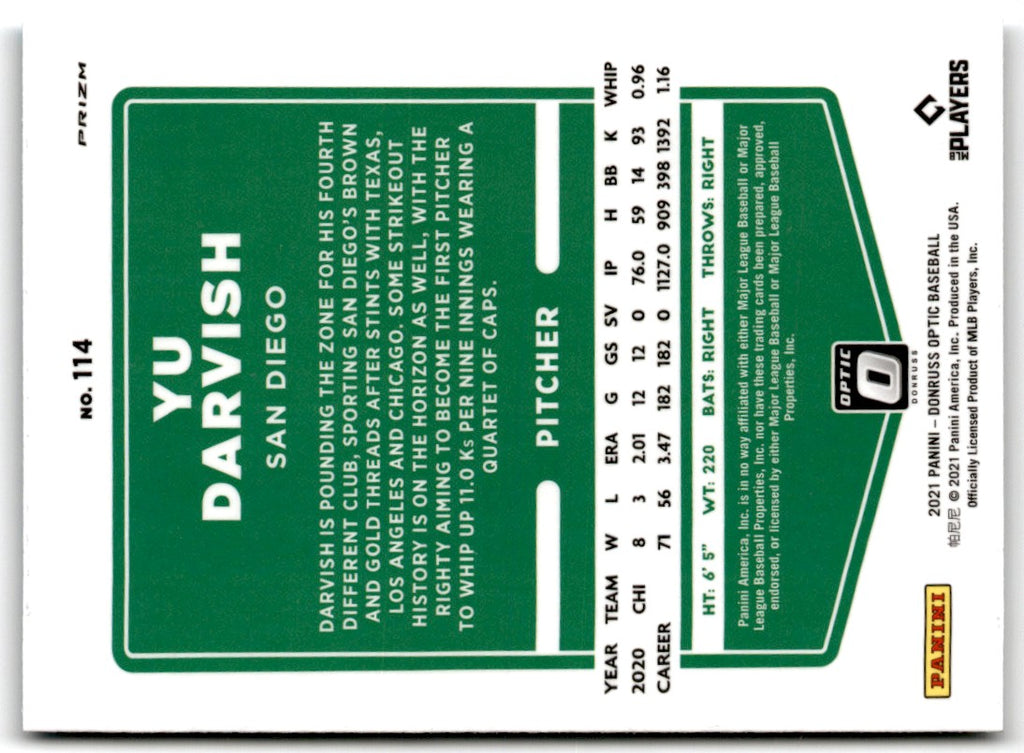 NO. 114
PRIZM
YU
DARVISH
SAN DIEGO
DARVISH IS POUNDING THE ZONE FOR HIS FOURTH
DIFFERENT CLUB, SPORTING SAN DIEGO'S BROWN
AND GOLD THREADS AFTER STINTS WITH TEXAS,
LOS ANGELES AND CHICAGO. SOME STRIKEOUT
HISTORY IS ON THE HORIZON AS WELL, WITH THE
RIGHTY AIMING TO BECOME THE FIRST PITCHER
TO WHIP UP 11.0 Ks PER NINE INNINGS WEARING A
QUARTET OF CAPS.
PITCHER
YEAR TEAM W L ERA G GS SV IP H BB K WHIP
2020 CHI 8 3 2.01 12 12 0 76.0 59 14 93 0.96
CAREER 71 56 3.47 182 182 0 1127.0 909 398 1392 1.16
HT: 6' 5" WT: 220 BATS: RIGHT THROWS: RIGHT
Panini America, Inc. is in no way affiliated with either Major League Baseball or Major
League Baseball Properties, Inc. nor have these trading cards been prepared, approved,
endorsed, or licensed by either Major League Baseball or Major League Baseball
Properties, Inc.
OPTIC
O
DONRUSS
PANINI
2021 PANINI – DONRUSS OPTIC BASEBALL
帕尼尼 © 2021 Panini America, Inc. Produced in the USA.
Officially Licensed Product of MLB Players, Inc.
MLB PLAYERS